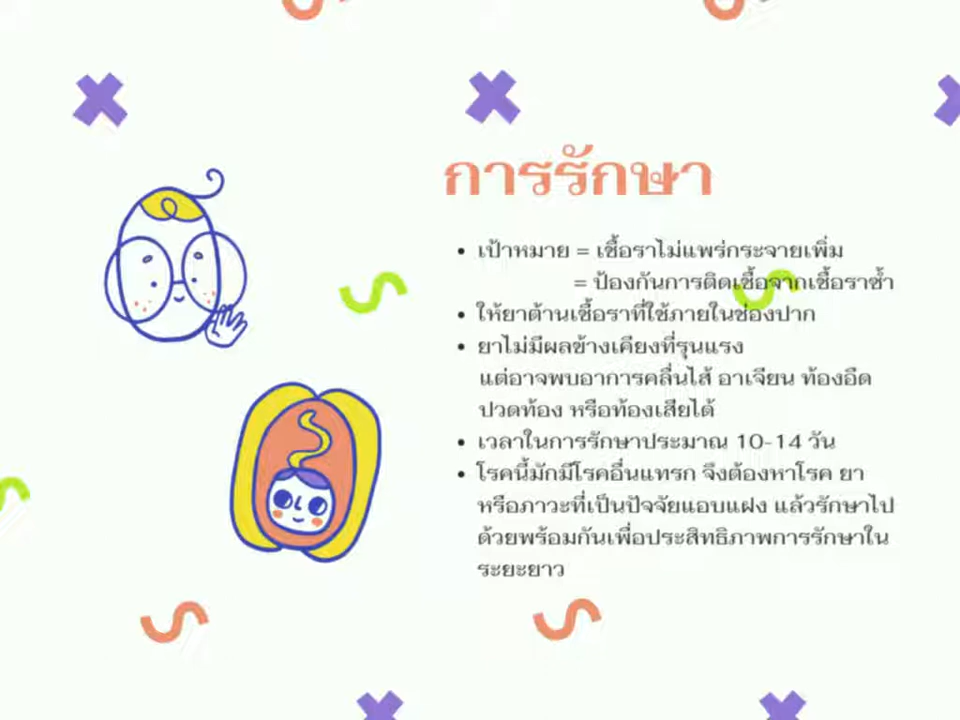 การรักษา
• เป้าหมาย = เชื้อราไม่แพร่กระจายเพิ่ม
= ป้องกันการติดเชื้อจากเชื้อราซ้ำ
• ให้ยาต้านเชื้อราที่ใช้ภายในช่องปาก
• ยาไม่มีผลข้างเคียงที่รุนแรง
แต่อาจพบอาการคลื่นไส้ อาเจียน ท้องอืด
ปวดท้อง หรือท้องเสียได้
• เวลาในการรักษาประมาณ 10-14 วัน
• โรคนี้มักมีโรคอื่นแทรก จึงต้องหาโรค ยา
หรือภาวะที่เป็นปัจจัยแอบแฝง แล้วรักษาไป
ด้วยพร้อมกันเพื่อประสิทธิภาพการรักษาใน
ระยะยาว